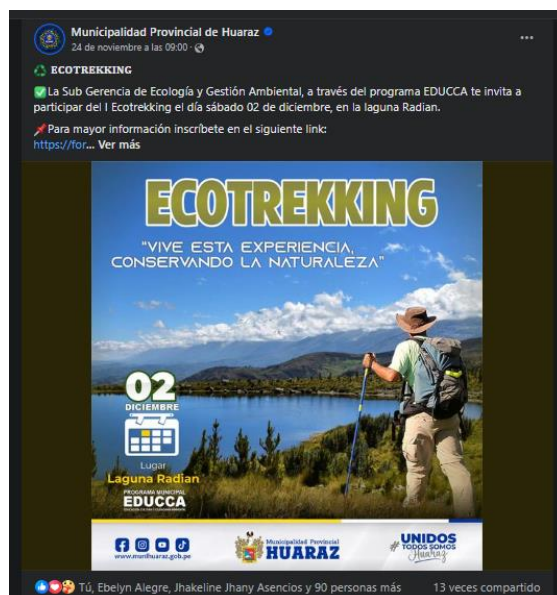 Municipalidad Provincial de Huaraz
24 de noviembre a las 09:00 ·
ECOTREKKING
La Sub Gerencia de Ecología y Gestión Ambiental, a través del programa EDUCCA te invita a
participar del I Ecotrekking el día sábado 02 de diciembre, en la laguna Radian.
Para mayor información inscríbete en el siguiente link:
https://for... Ver más
ECOTREKKING
"VIVE ESTA EXPERIENCIA,
CONSERVANDO LA NATURALEZA"
02
DICIEMBRE
Lugar
Laguna Radian
PROGRAMA MUNICIPAL
EDUCCA
www.munihuaraz.gob.pe
Municipalidad Provincial
HUARAZ
#UNIDOS
TODOS SOMOS
Huaraz
Tú, Ebelyn Alegre, Jhakeline Jhany Asencios y 90 personas más 13 veces compartido